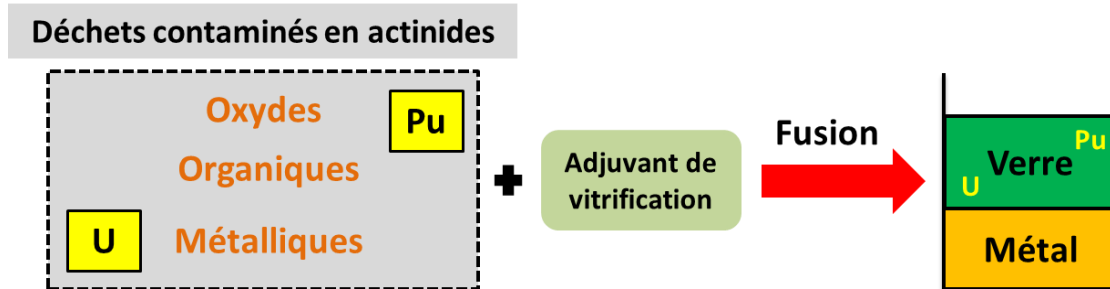 Déchets contaminés en actinides
Oxydes
Pu
Organiques
U
Métalliques
+
Adjuvant de
vitrification
Fusion
Pu
Verre
U
Métal